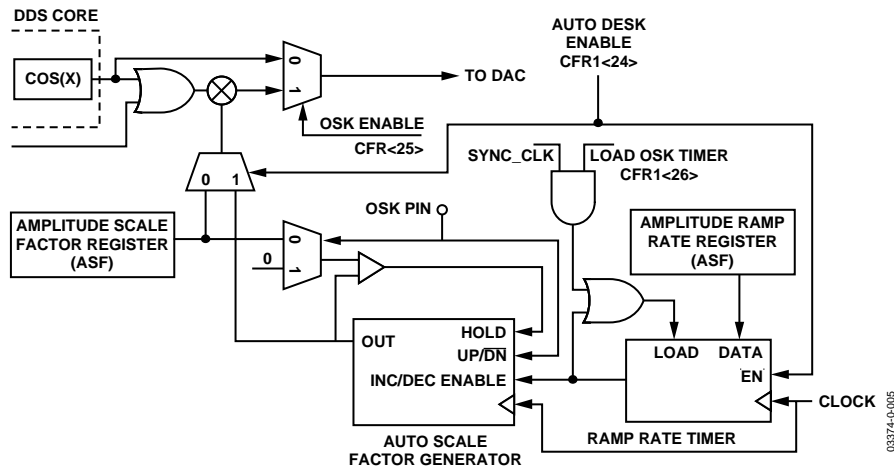 DDS CORE
COS(X)
0
1
TO DAC
OSK ENABLE
CFR<25>
AUTO DESK
ENABLE
CFR1<24>
SYNC_CLK
LOAD OSK TIMER
CFR1<26>
0 1
AMPLITUDE SCALE
FACTOR REGISTER
(ASF)
0
0
1
OSK PIN
AMPLITUDE RAMP
RATE REGISTER
(ASF)
OUT
HOLD
UP/DN
INC/DEC ENABLE
LOAD DATA
EN
CLOCK
RAMP RATE TIMER
AUTO SCALE
FACTOR GENERATOR
03374-0-005